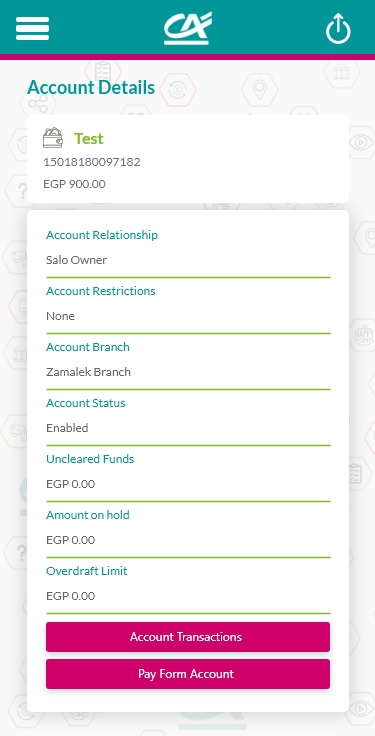 CA
Account Details
Test
15018180097182
EGP 900.00
Account Relationship
Salo Owner
Account Restrictions
None
Account Branch
Zamalek Branch
Account Status
Enabled
Uncleared Funds
EGP 0.00
Amount on hold
EGP 0.00
Overdraft Limit
EGP 0.00
Account Transactions
Pay Form Account